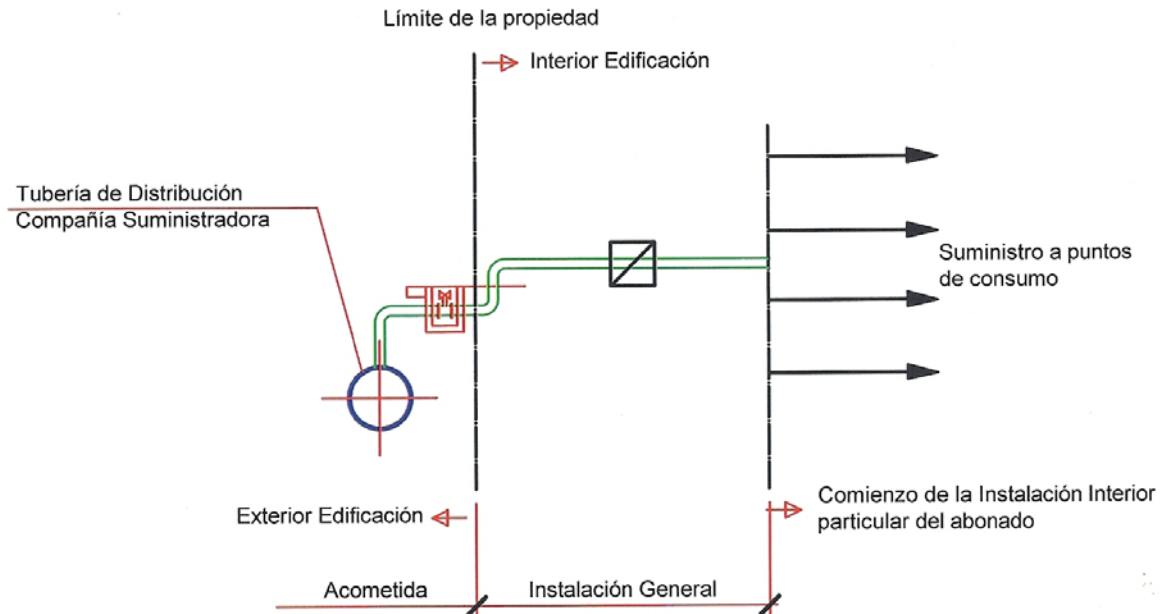 Límite de la propiedad
Interior Edificación
Tubería de Distribución
Compañía Suministradora
Suministro a puntos
de consumo
Exterior Edificación
Comienzo de la Instalación Interior
particular del abonado
Acometida
Instalación General